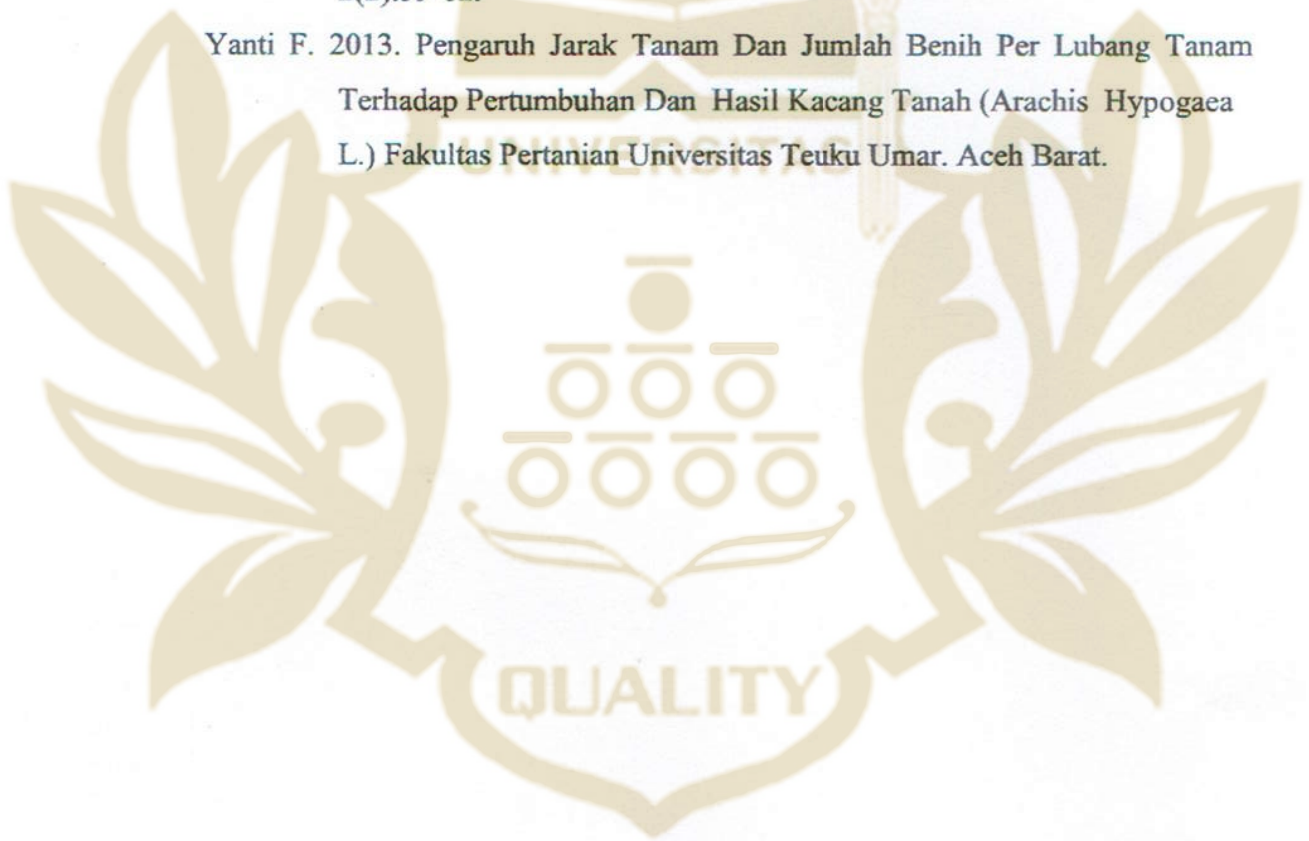 Yanti F. 2013. Pengaruh Jarak Tanam Dan Jumlah Benih Per Lubang Tanam
Terhadap Pertumbuhan Dan Hasil Kacang Tanah (Arachis Hypogaea
L.) Fakultas Pertanian Universitas Teuku Umar. Aceh Barat.
UNIVERSITAS
QUALITY